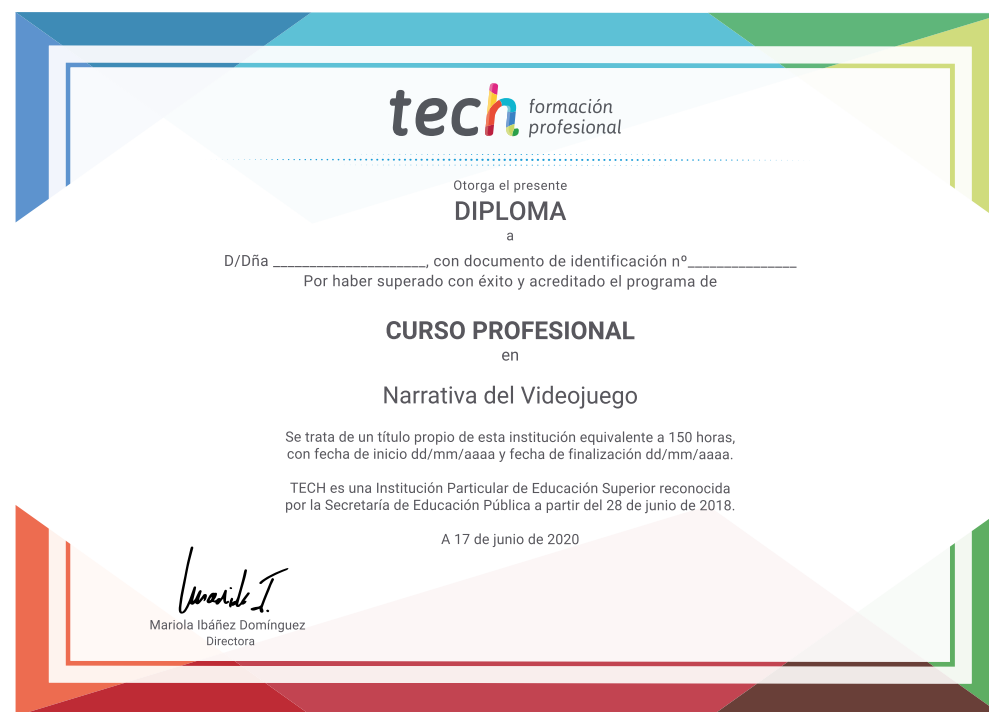 tech formación
profesional
Otorga el presente
DIPLOMA
a
D/Dña _____________________, con documento de identificación nº_______________
Por haber superado con éxito y acreditado el programa de
CURSO PROFESIONAL
en
Narrativa del Videojuego
Se trata de un título propio de esta institución equivalente a 150 horas,
con fecha de inicio dd/mm/aaaa y fecha de finalización dd/mm/aaaa.
TECH es una Institución Particular de Educación Superior reconocida
por la Secretaría de Educación Pública a partir del 28 de junio de 2018.
A 17 de junio de 2020
Mariola Ibáñez Domínguez
Directora